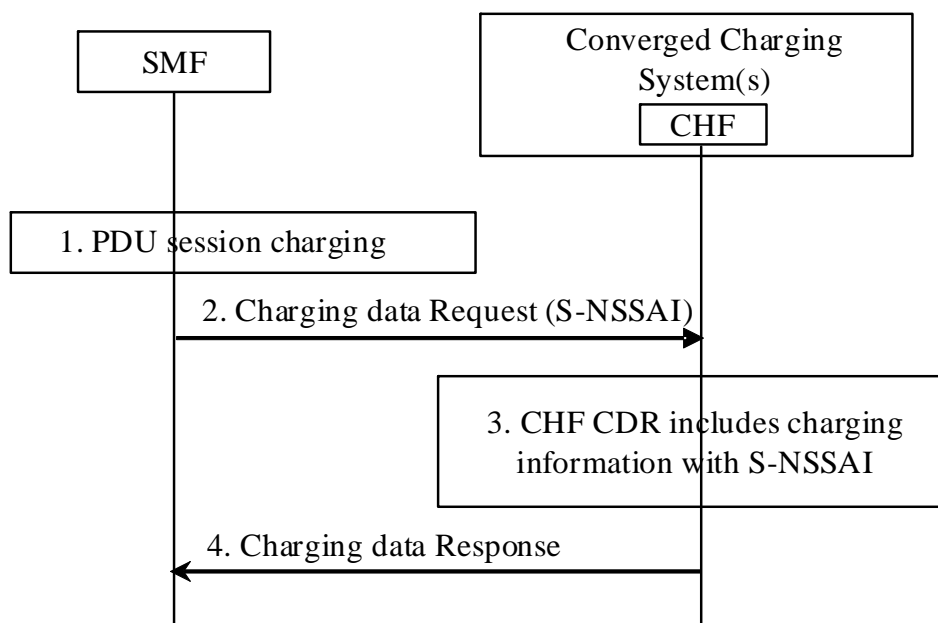 SMF
Converged Charging
System(s)
CHF
1. PDU session charging
2. Charging data Request (S-NSSAI)
3. CHF CDR includes charging
information with S-NSSAI
4. Charging data Response